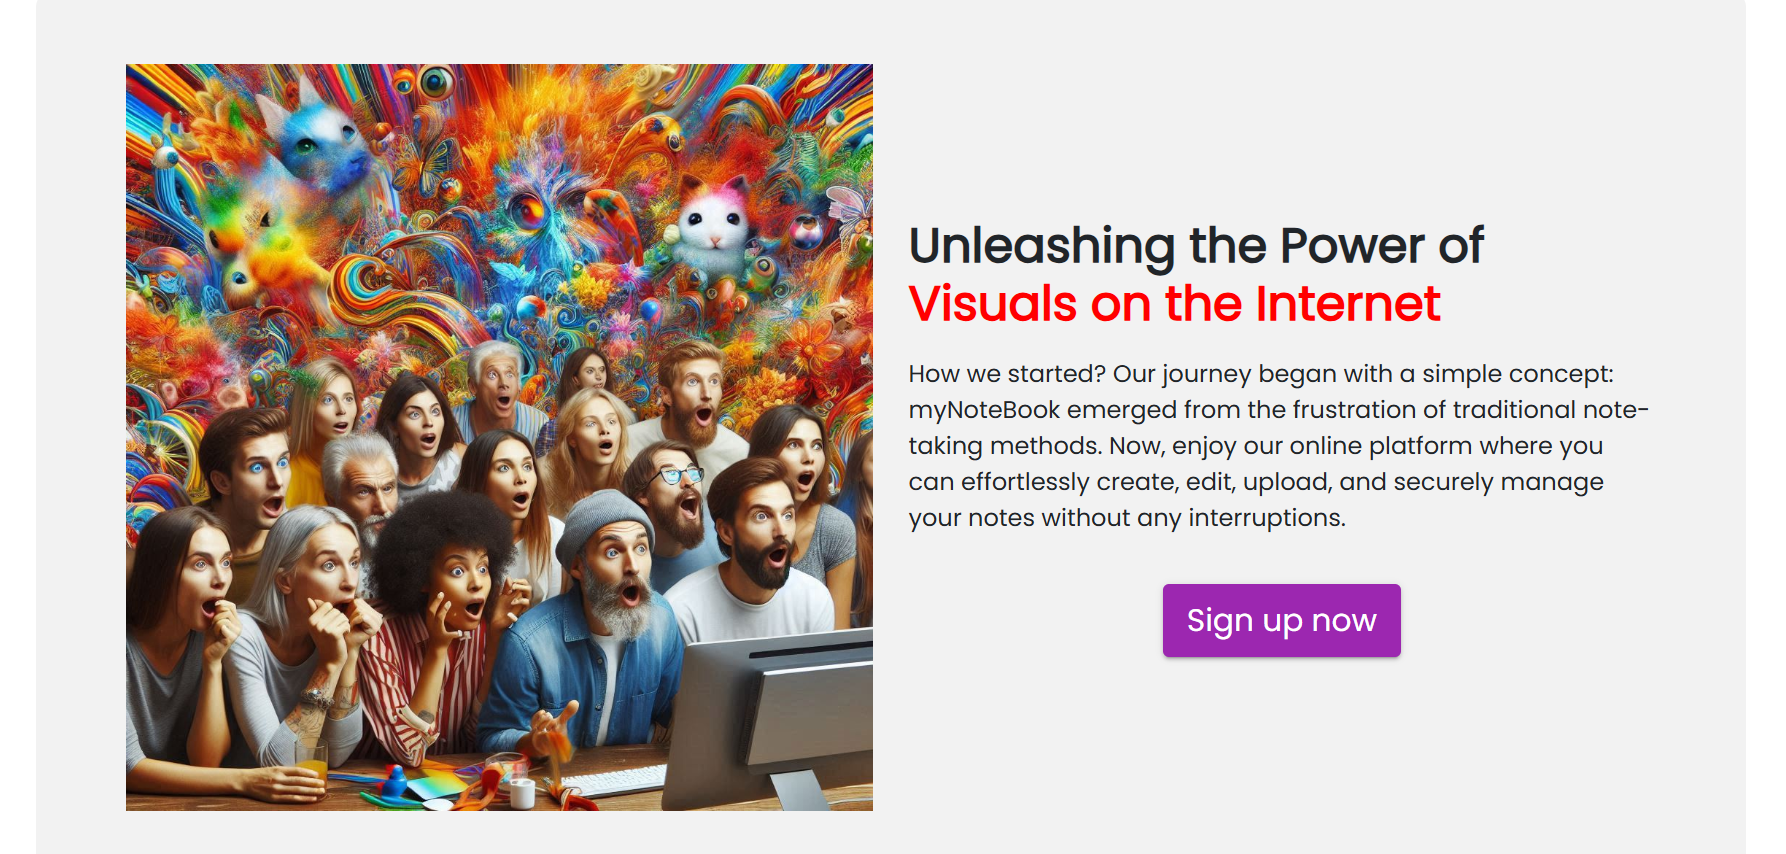 Unleashing the Power of
Visuals on the Internet
How we started? Our journey began with a simple concept:
myNoteBook emerged from the frustration of traditional note-
taking methods. Now, enjoy our online platform where you
can effortlessly create, edit, upload, and securely manage
your notes without any interruptions.
Sign up now